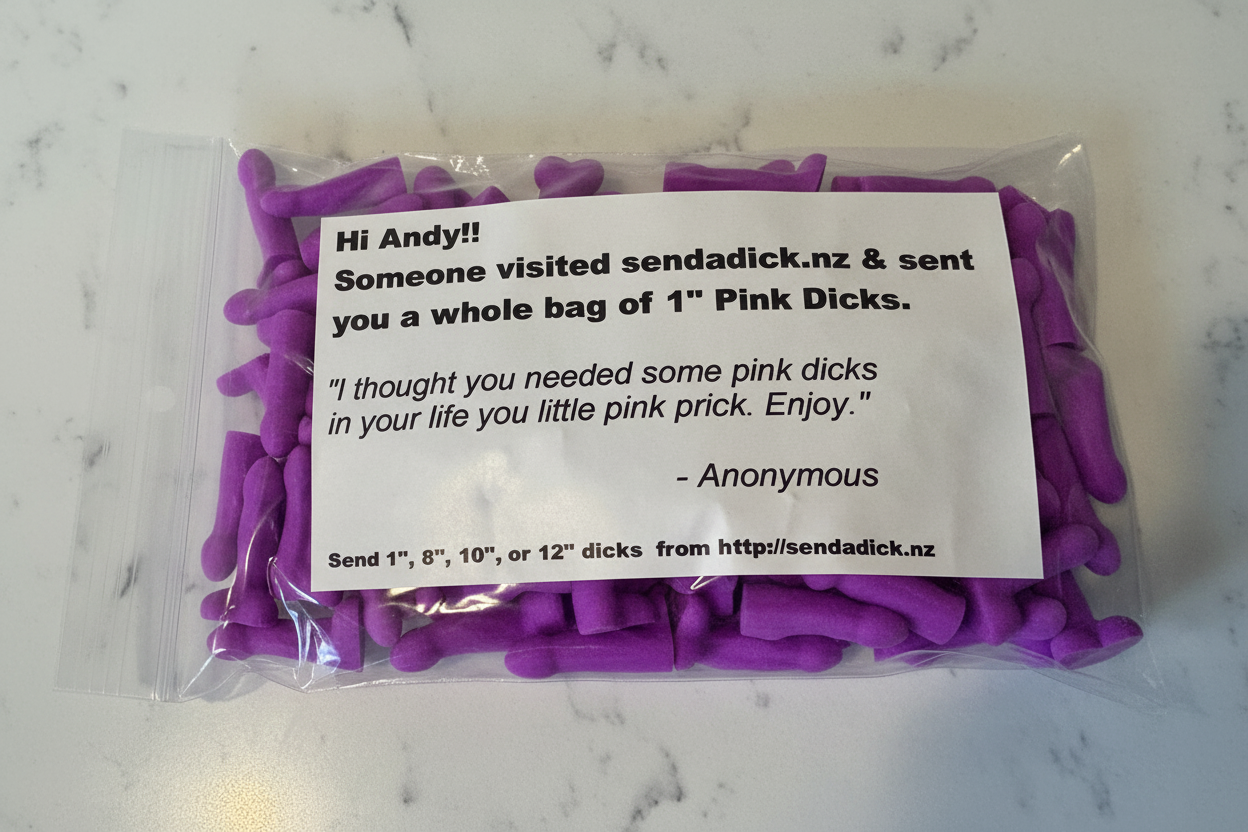 Hi Andy!!
Someone visited sendadick.nz & sent
you a whole bag of 1" Pink Dicks.
"I thought you needed some pink dicks
in your life you little pink prick. Enjoy."
- Anonymous
Send 1", 8", 10", or 12" dicks from http://sendadick.nz